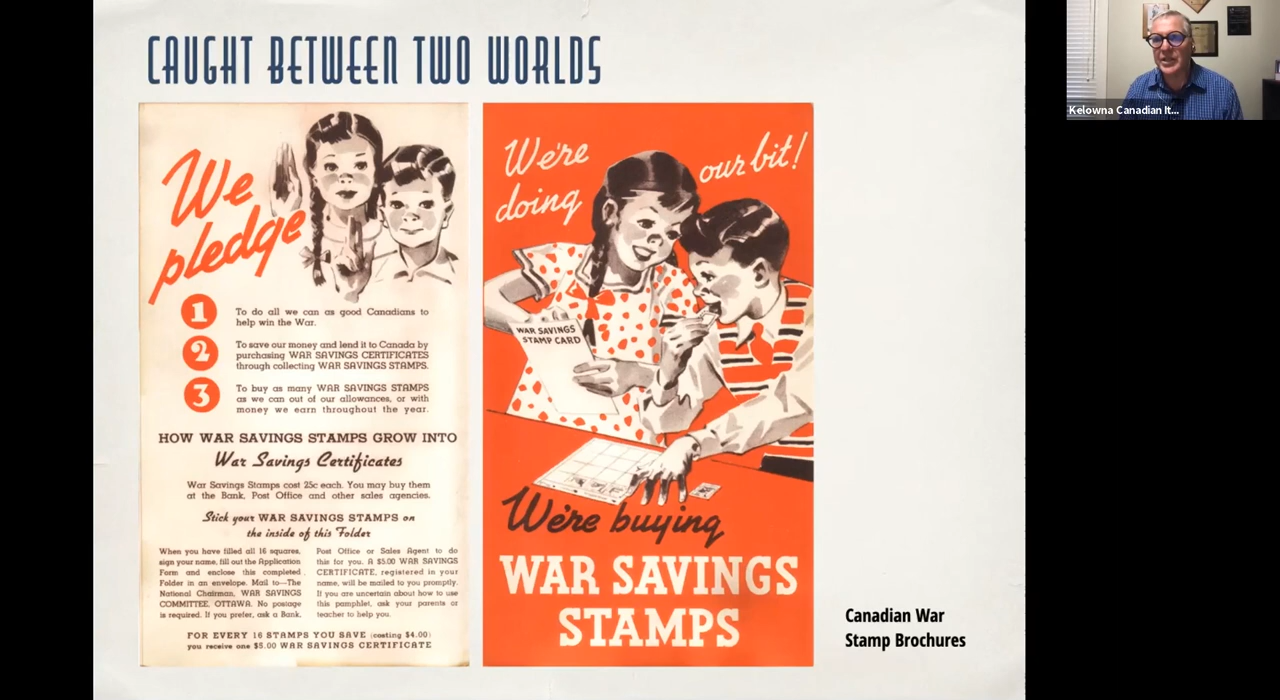 CAUGHT BETWEEN TWO WORLDS
We
pledge
1 To do all we can as good Canadians to
help win the War.
2 To save our money and lend it to Canada by
purchasing WAR SAVINGS CERTIFICATES
through collecting WAR SAVINGS STAMPS.
3 To buy as many WAR SAVINGS STAMPS
as we can out of our allowances, or with
money we earn throughout the year.
HOW WAR SAVINGS STAMPS GROW INTO
War Savings Certificates
War Savings Stamps cost 25c each. You may buy them
at the Bank, Post Office and other sales agencies.
Stick your WAR SAVINGS STAMPS on
the inside of this Folder
When you have filled all 16 squares,
sign your name, fill out the Application
Form and enclose this completed
Folder in an envelope. Mail to—The
National Chairman, WAR SAVINGS
COMMITTEE, OTTAWA. No postage
is required. If you prefer, ask a Bank,
Post Office or Sales Agent to do
this for you. A $5.00 WAR SAVINGS
CERTIFICATE, registered in your
name, will be mailed to you promptly.
If you are uncertain about how to use
this pamphlet, ask your parents or
teacher to help you.
FOR EVERY 16 STAMPS YOU SAVE (costing $4.00)
you receive one $5.00 WAR SAVINGS CERTIFICATE
We're
doing
our bit!
WAR SAVINGS
STAMP CARD
We're buying
WAR SAVINGS
STAMPS
Canadian War
Stamp Brochures
Kelowna Canadian It...